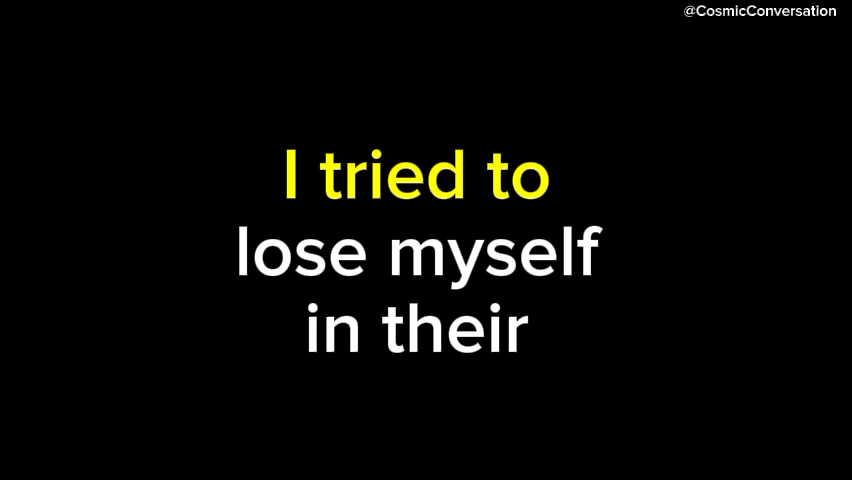 @CosmicConversation
I tried to
lose myself
in their